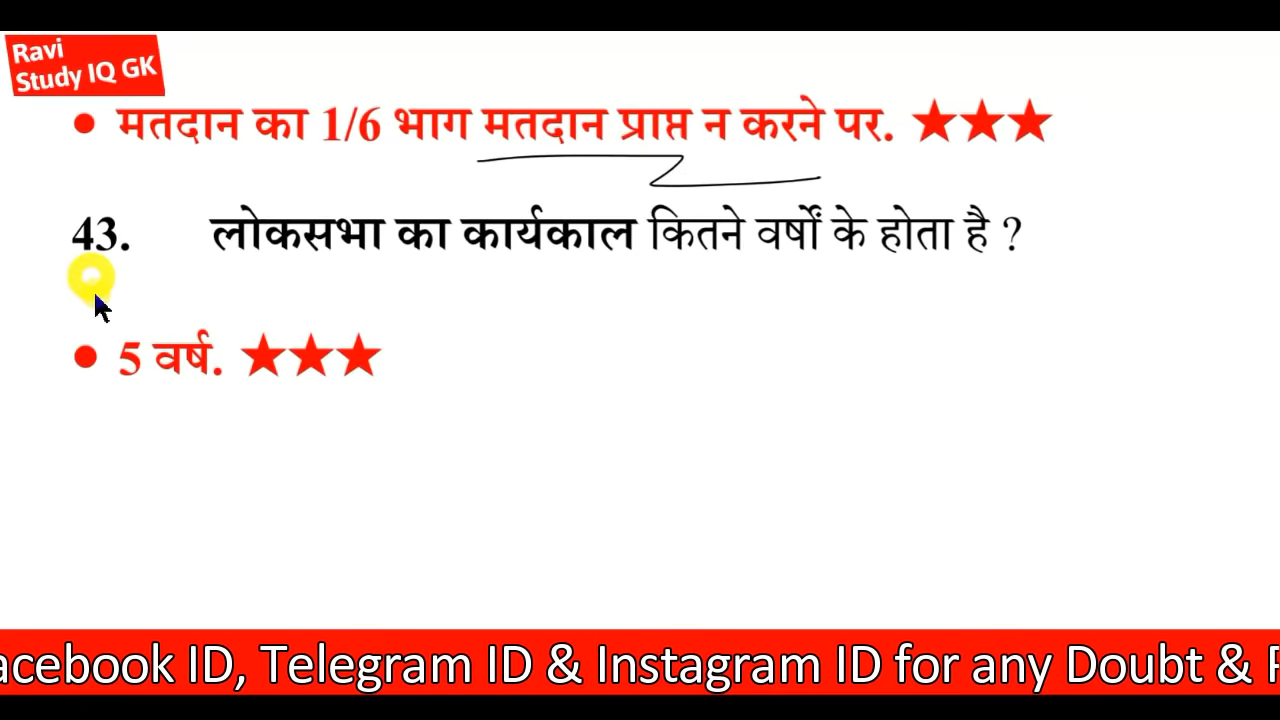 Ravi
Study IQ GK
• मतदान का 1/6 भाग मतदान प्राप्त न करने पर. ★★★
43. लोकसभा का कार्यकाल कितने वर्षों के होता है ?
• 5 वर्ष. ★★★
acebook ID, Telegram ID & Instagram ID for any Doubt &